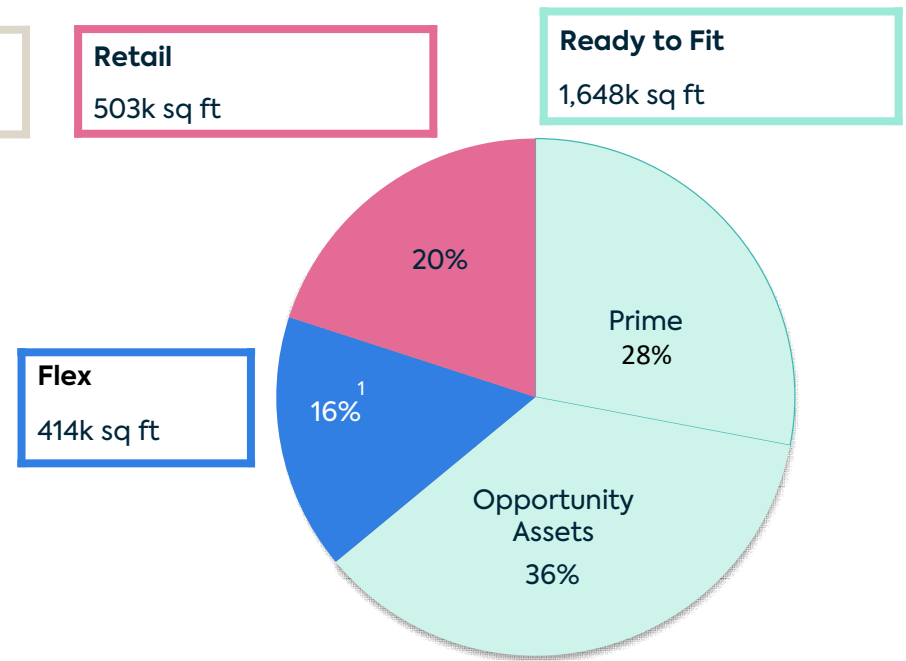 Retail
503k sq ft
Ready to Fit
1,648k sq ft
20%
Prime
28%
Flex
414k sq ft
16%1
Opportunity
Assets
36%